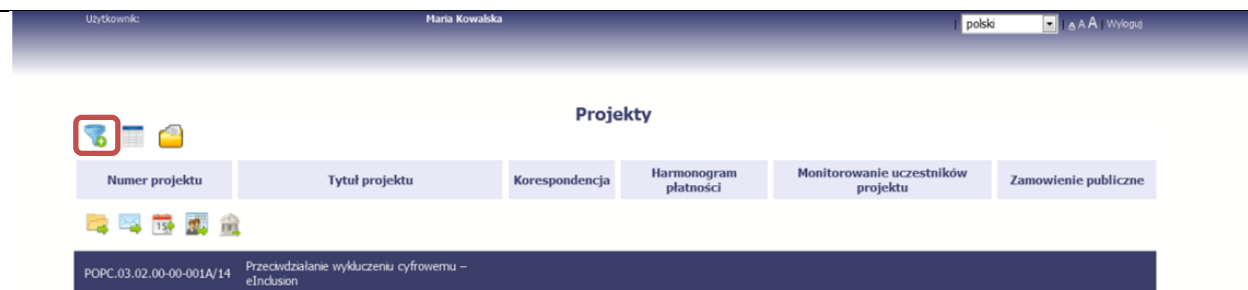 Użytkownik: Maria Kowalska | polski | A A A | Wyloguj
Projekty
Numer projektu Tytuł projektu Korespondencja Harmonogram płatności Monitorowanie uczestników projektu Zamowienie publiczne
15
POPC.03.02.00-00-001A/14 Przeciwdziałanie wykluczeniu cyfrowemu –
eInclusion